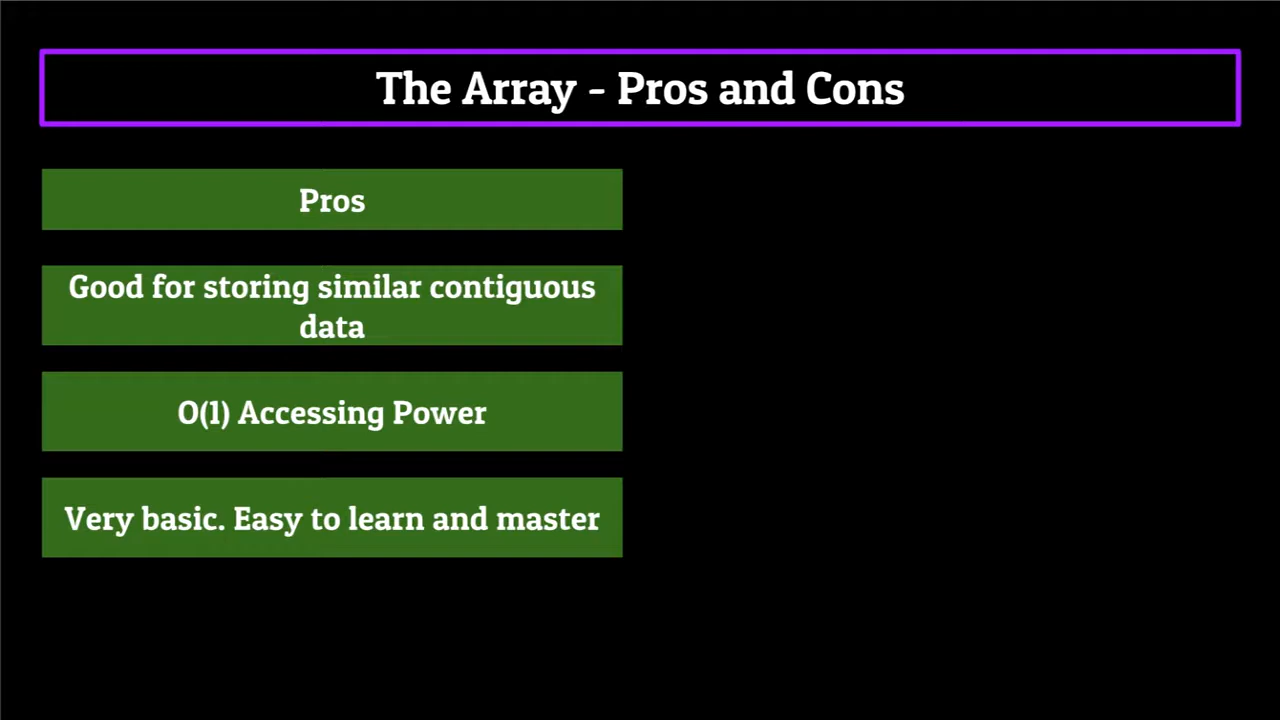 The Array - Pros and Cons
Pros
Good for storing similar contiguous
data
O(1) Accessing Power
Very basic. Easy to learn and master